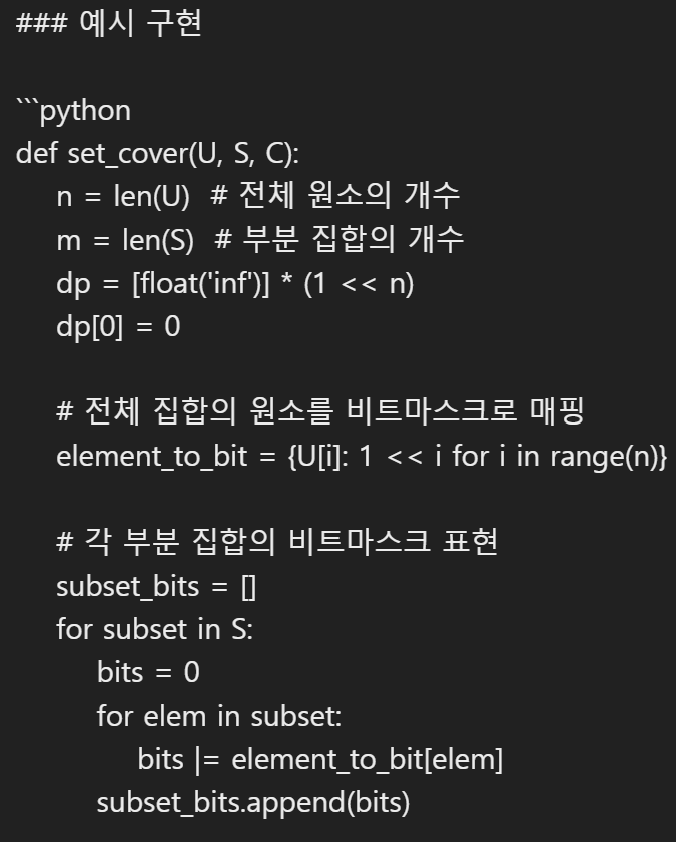 ### 예시 구현
```python
def set_cover(U, S, C):
n = len(U) # 전체 원소의 개수
m = len(S) # 부분 집합의 개수
dp = [float('inf')] * (1 << n)
dp[0] = 0
# 전체 집합의 원소를 비트마스크로 매핑
element_to_bit = {U[i]: 1 << i for i in range(n)}
# 각 부분 집합의 비트마스크 표현
subset_bits = []
for subset in S:
bits = 0
for elem in subset:
bits |= element_to_bit[elem]
subset_bits.append(bits)